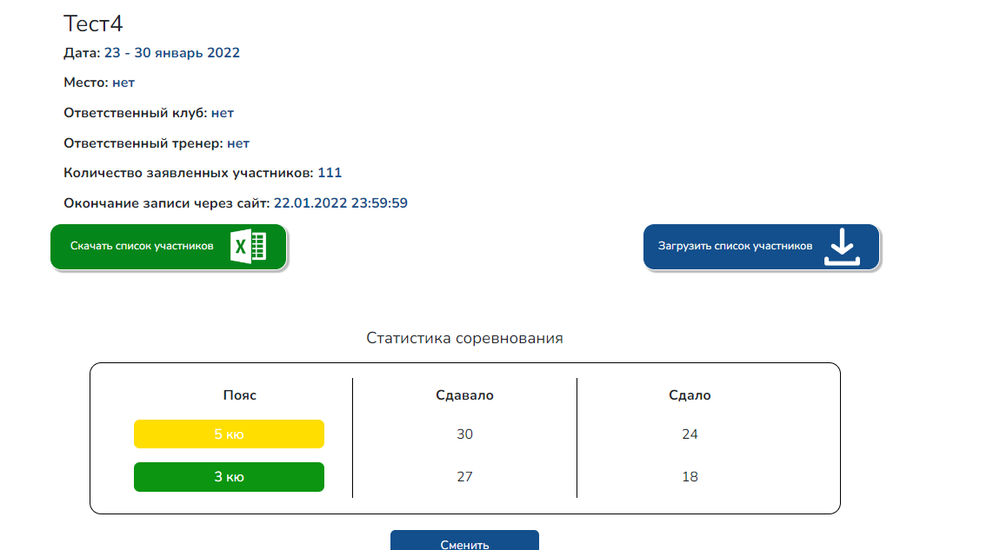 Тест4
Дата: 23 - 30 январь 2022
Место: нет
Ответственный клуб: нет
Ответственный тренер: нет
Количество заявленных участников: 111
Окончание записи через сайт: 22.01.2022 23:59:59
Скачать список участников
Загрузить список участников
Статистика соревнования
Пояс Сдавало Сдало
5 кю 30 24
3 кю 27 18
Сменить